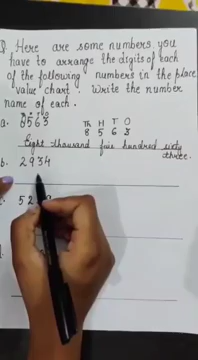 Q. Here are some numbers, you
have to arrange the digits of each
of the following numbers in the place
value chart. Write the number
name of each.
a. 8563 Th H T O
8 5 6 3
Eight thousand five hundred sixty
three.
b. 2934
c. 52